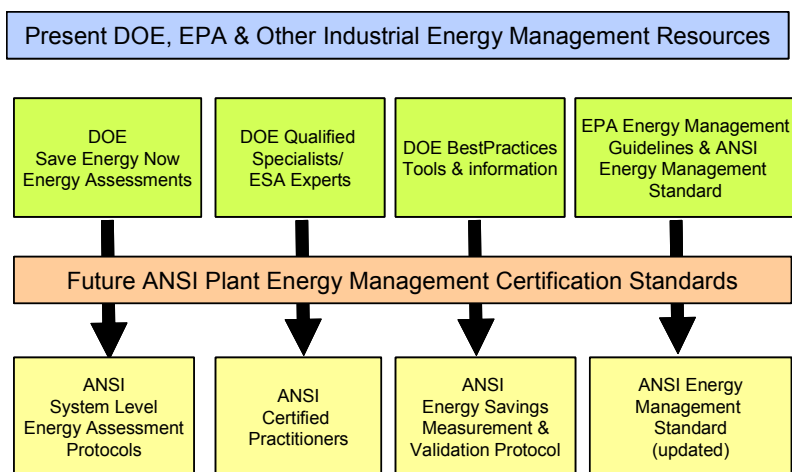 Present DOE, EPA & Other Industrial Energy Management Resources
DOE
Save Energy Now
Energy Assessments
DOE Qualified
Specialists/
ESA Experts
DOE BestPractices
Tools & information
EPA Energy Management
Guidelines & ANSI
Energy Management
Standard
Future ANSI Plant Energy Management Certification Standards
ANSI
System Level
Energy Assessment
Protocols
ANSI
Certified
Practitioners
ANSI
Energy Savings
Measurement &
Validation Protocol
ANSI Energy
Management
Standard
(updated)